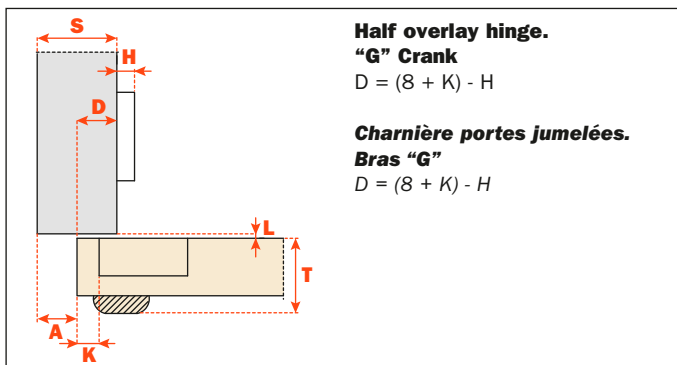 S
H
D
L
T
A
K
Half overlay hinge.
“G” Crank
D = (8 + K) - H
Charnière portes jumelées.
Bras “G”
D = (8 + K) - H